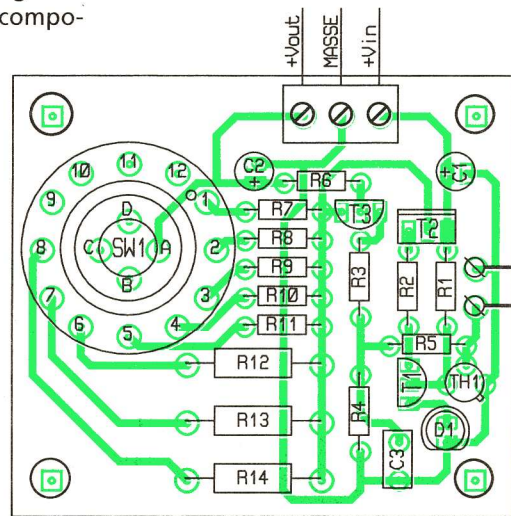 compo-
+Vout
MASSE
+Vin
C2
+
R6
+
C1
11
10
12
9
1
R7
T3
T2
D
8
C
SW1
A
2
R8
B
R9
R3
R2
R1
7
3
R10
6
5
4
R11
R5
R12
T1
TH1
R4
D1
R13
C3
R14